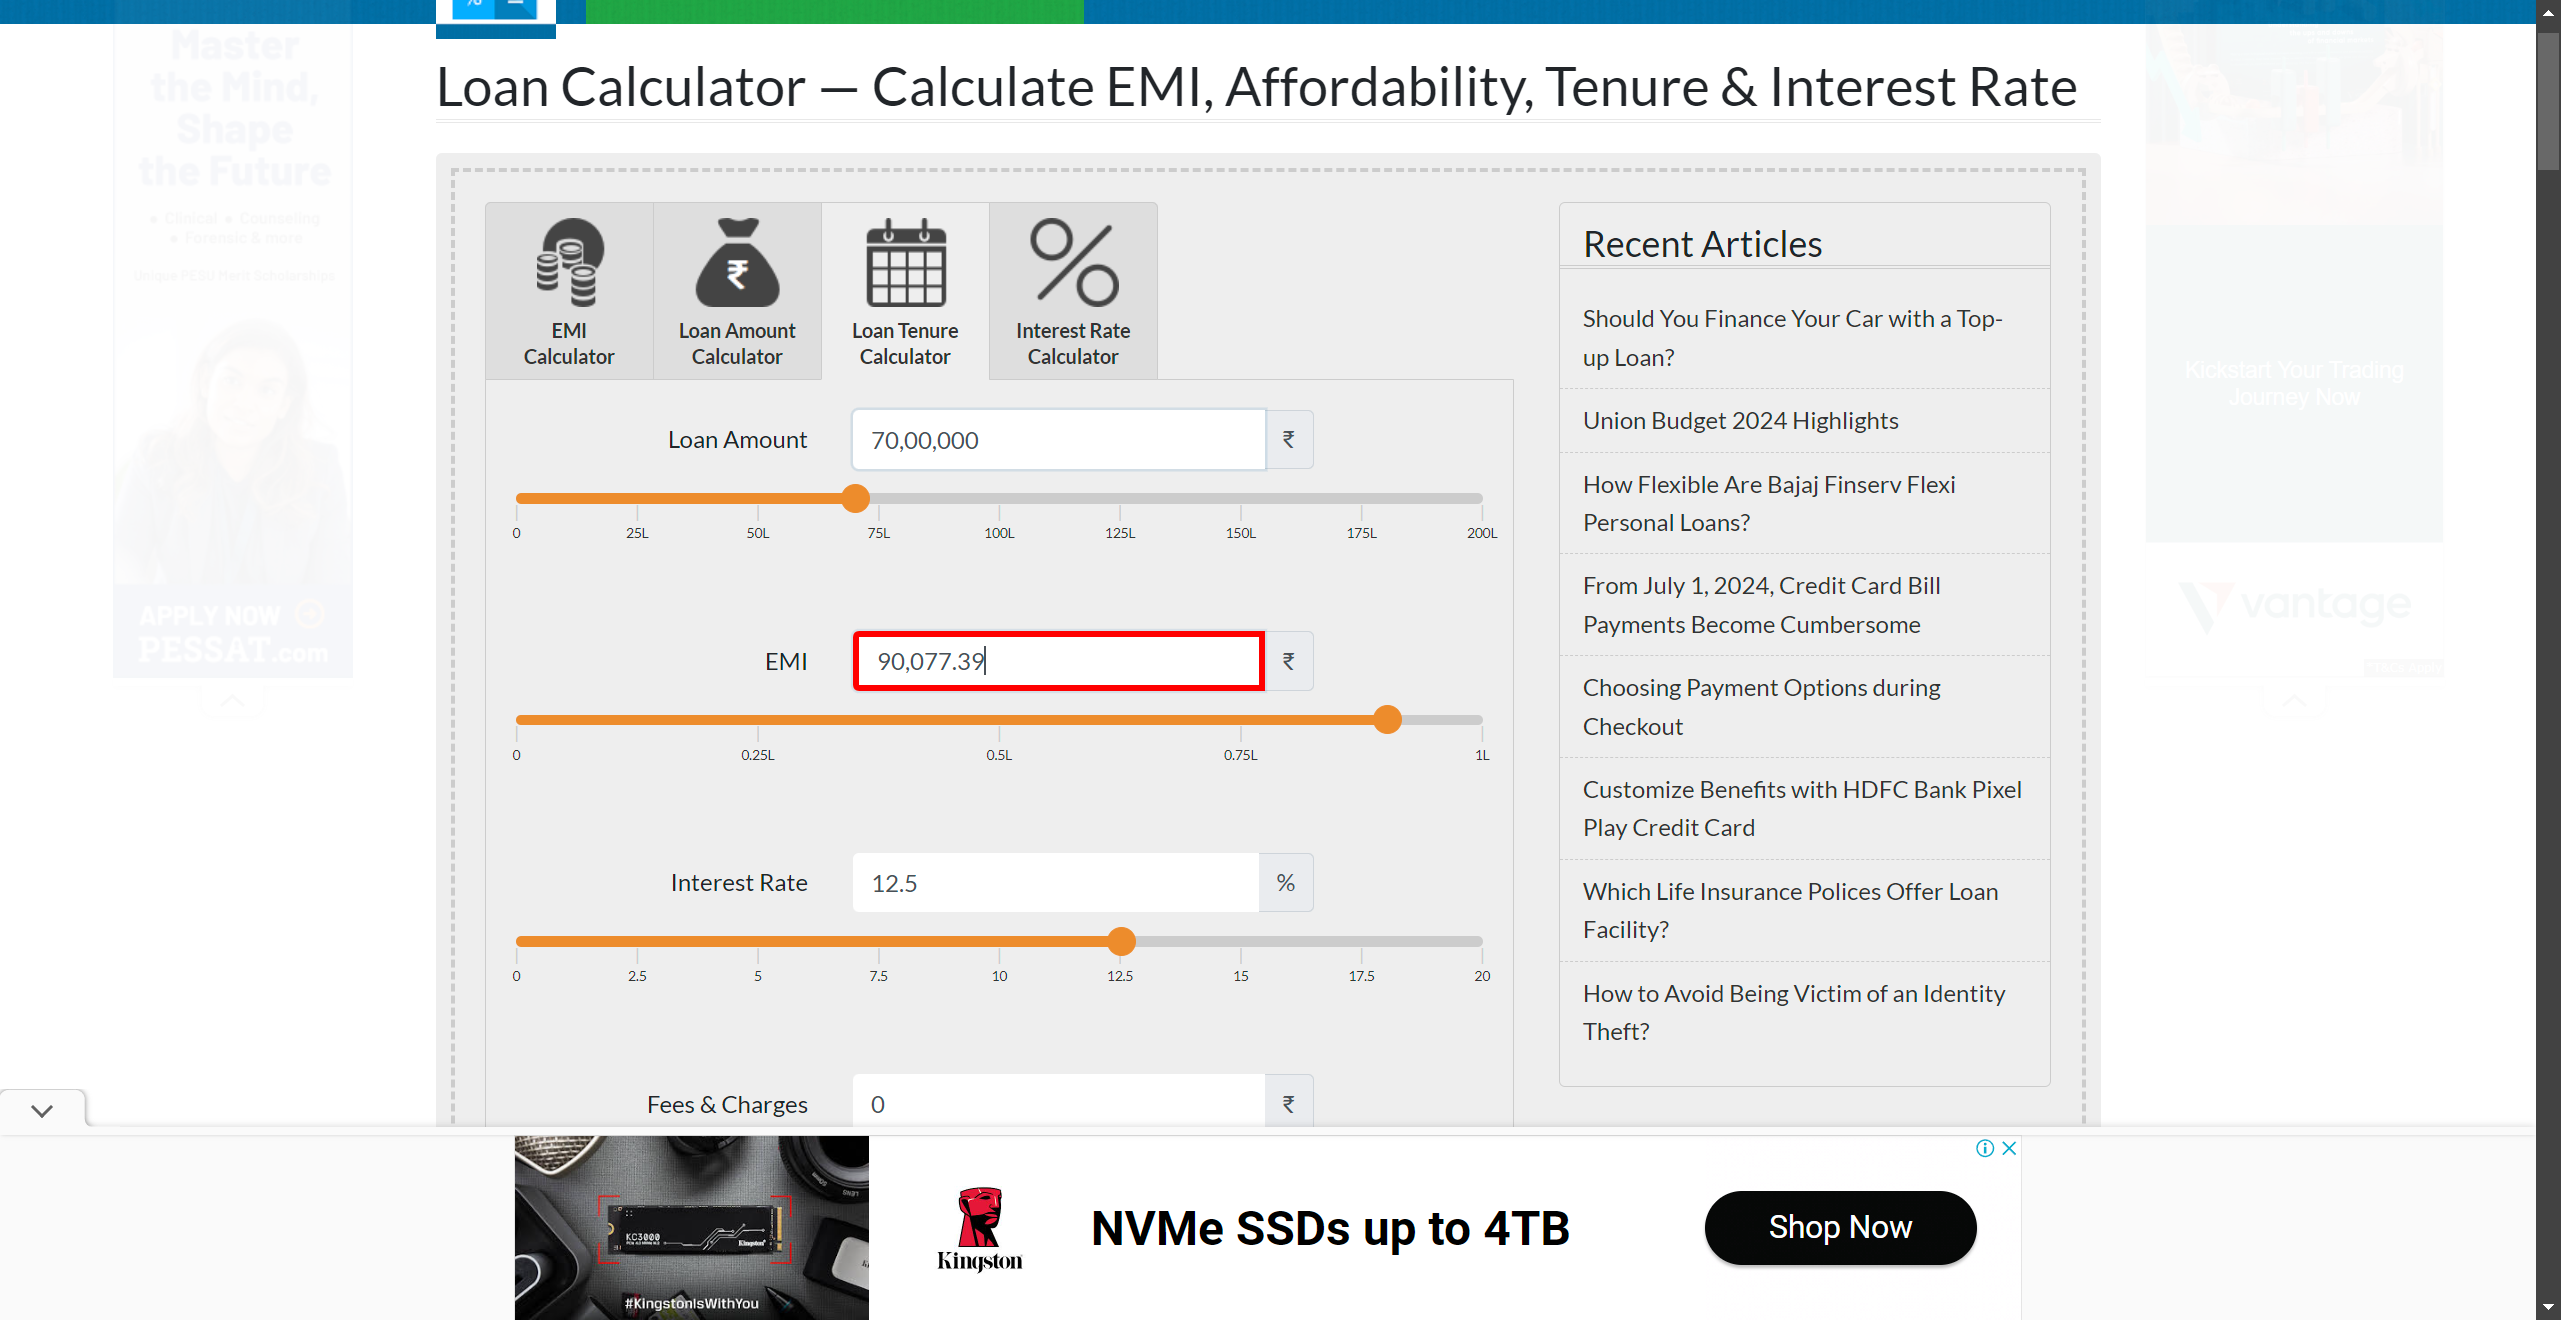 Loan Calculator — Calculate EMI, Affordability, Tenure & Interest Rate
Master
the Mind,
Shape
the Future
• Clinical • Counseling
• Forensic & more
Unique PESU Merit Scholarships
APPLY NOW
PESSAT.com
EMI
Calculator
Loan Amount
Calculator
Loan Tenure
Calculator
Interest Rate
Calculator
Loan Amount
70,00,000
₹
0 25L 50L 75L 100L 125L 150L 175L 200L
EMI
90,077.39
₹
0 0.25L 0.5L 0.75L 1L
Interest Rate
12.5
%
0 2.5 5 7.5 10 12.5 15 17.5 20
Fees & Charges
0
₹
Recent Articles
Should You Finance Your Car with a Top-
up Loan?
Union Budget 2024 Highlights
How Flexible Are Bajaj Finserv Flexi
Personal Loans?
From July 1, 2024, Credit Card Bill
Payments Become Cumbersome
Choosing Payment Options during
Checkout
Customize Benefits with HDFC Bank Pixel
Play Credit Card
Which Life Insurance Polices Offer Loan
Facility?
How to Avoid Being Victim of an Identity
Theft?
Kickstart Your Trading
Journey Now
vantage
KC3000
Kingston
#KingstonIsWithYou
Kingston
NVMe SSDs up to 4TB
Shop Now